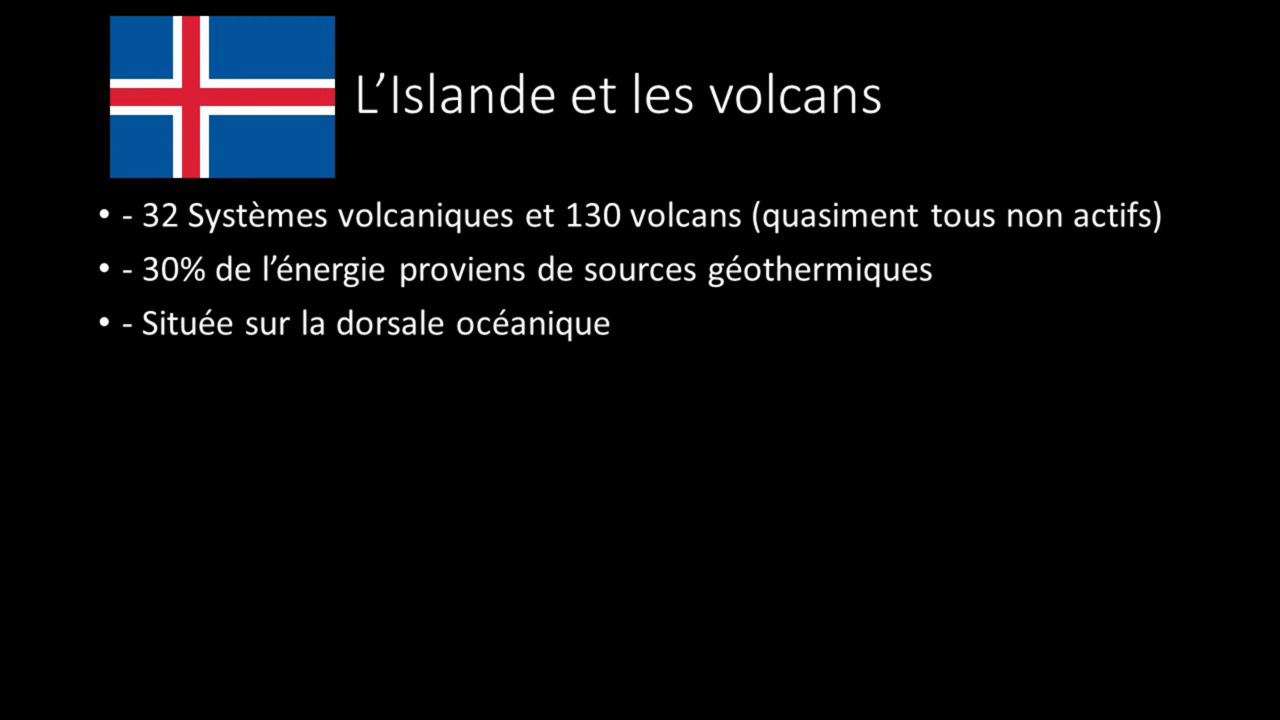 L’Islande et les volcans
• - 32 Systèmes volcaniques et 130 volcans (quasiment tous non actifs)
• - 30% de l’énergie proviens de sources géothermiques
• - Située sur la dorsale océanique